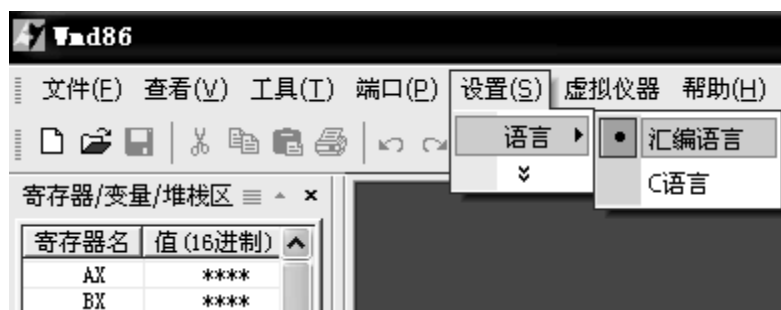 Wmd86
文件(F) 查看(V) 工具(T) 端口(P) 设置(S) 虚拟仪器 帮助(H)
语言 汇编语言
C语言
寄存器/变量/堆栈区
寄存器名 值(16进制)
AX ****
BX ****